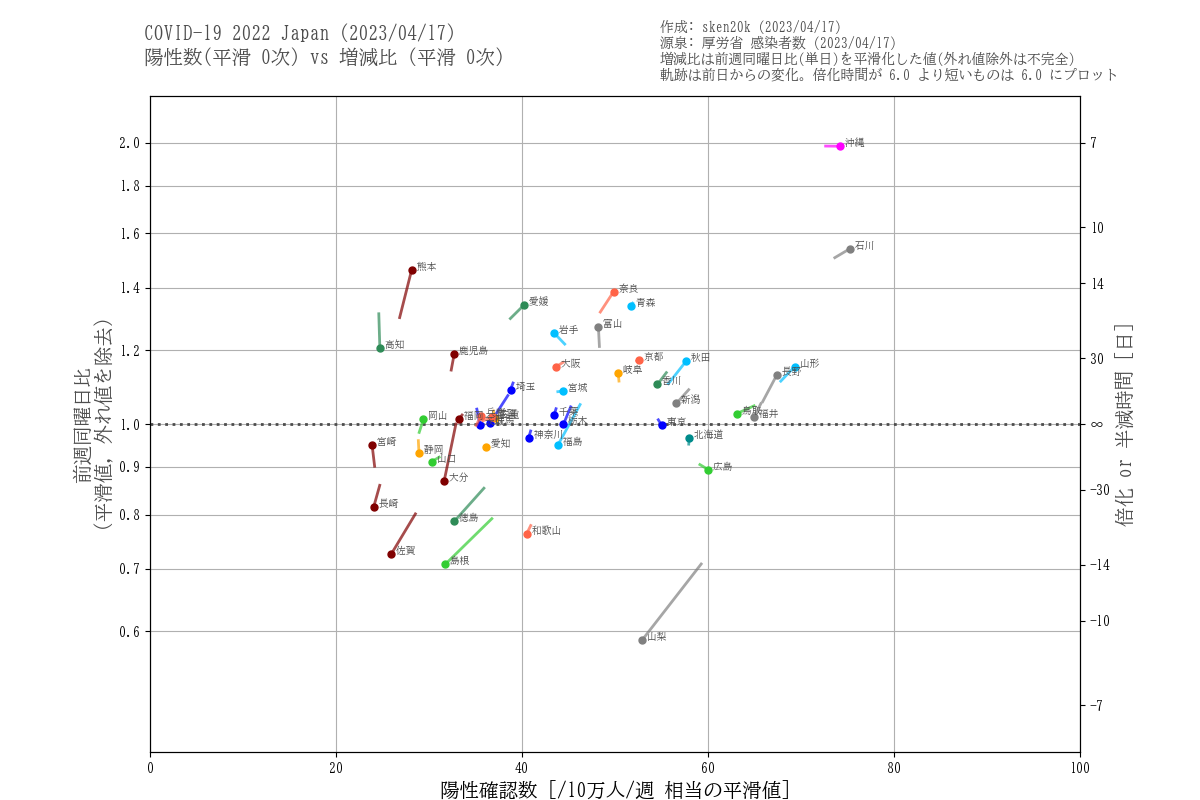 COVID-19 2022 Japan (2023/04/17)
陽性数(平滑 0次) vs 増減比 (平滑 0次)
作成: sken20k (2023/04/17)
源泉: 厚労省 感染者数 (2023/04/17)
増減比は前週同曜日比(単日)を平滑化した値(外れ値除外は不完全)
軌跡は前日からの変化。倍化時間が 6.0 より短いものは 6.0 にプロット
前週同曜日比
(平滑値, 外れ値を除去)
2.0
1.8
1.6
1.4
1.2
1.0
0.9
0.8
0.7
0.6
沖縄
石川
熊本
奈良
愛媛
青森
富山
岩手
高知
鹿児島
京都
秋田
大阪
山形
岐阜
長野
香川
埼玉
宮城
新潟
千葉
鳥取
福井
岡山
福岡
栃木
東京
神奈川
北海道
宮崎
愛知
福島
静岡
山口
広島
大分
長崎
徳島
和歌山
佐賀
島根
山梨
7
10
14
30
∞
-30
-14
-10
-7
倍化 or 半減時間 [日]
0
20
40
60
80
100
陽性確認数 [/10万人/週 相当の平滑値]